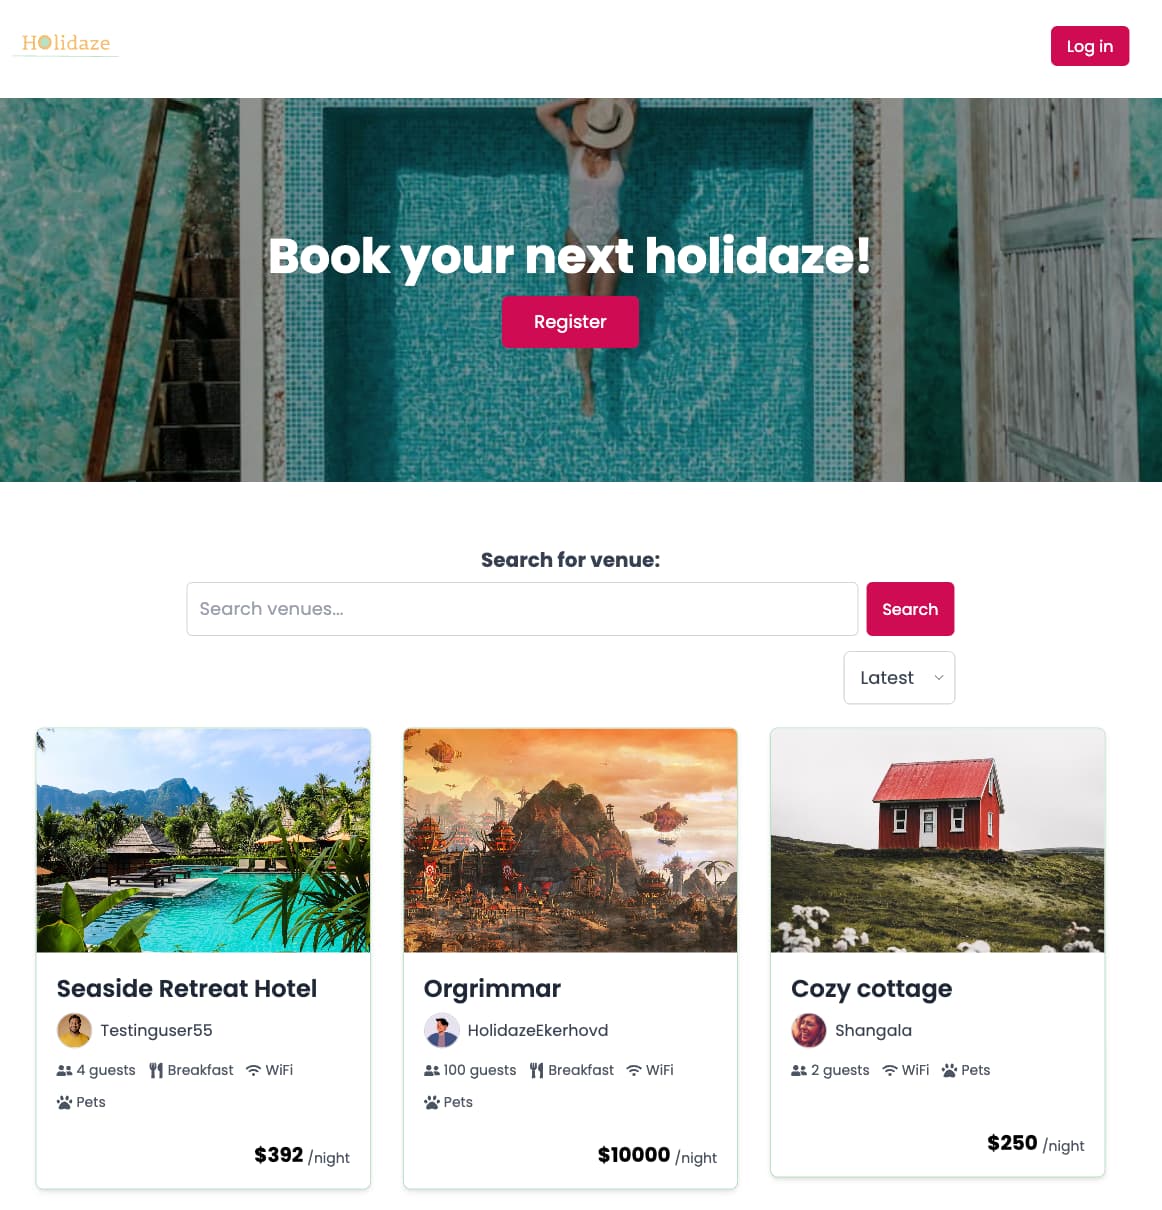 Holidaze
Log in
Book your next holidaze!
Register
Search for venue:
Search venues...
Search
Latest
Seaside Retreat Hotel
Testinguser55
4 guests Breakfast WiFi
Pets
$392 /night
Orgrimmar
HolidazeEkerhovd
100 guests Breakfast WiFi
Pets
$10000 /night
Cozy cottage
Shangala
2 guests WiFi Pets
$250 /night